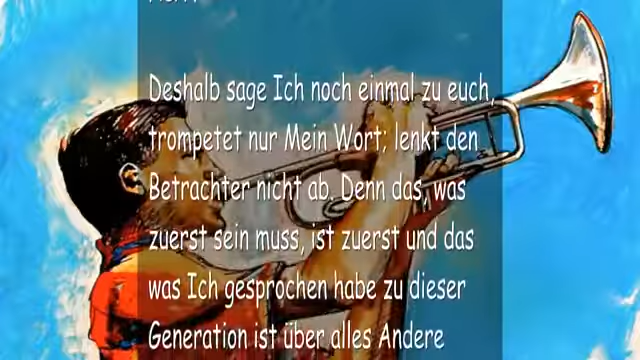 Deshalb sage Ich noch einmal zu euch,
trompetet nur Mein Wort; lenkt den
Betrachter nicht ab. Denn das, was
zuerst sein muss, ist zuerst und das
was Ich gesprochen habe zu dieser
Generation ist über alles Andere